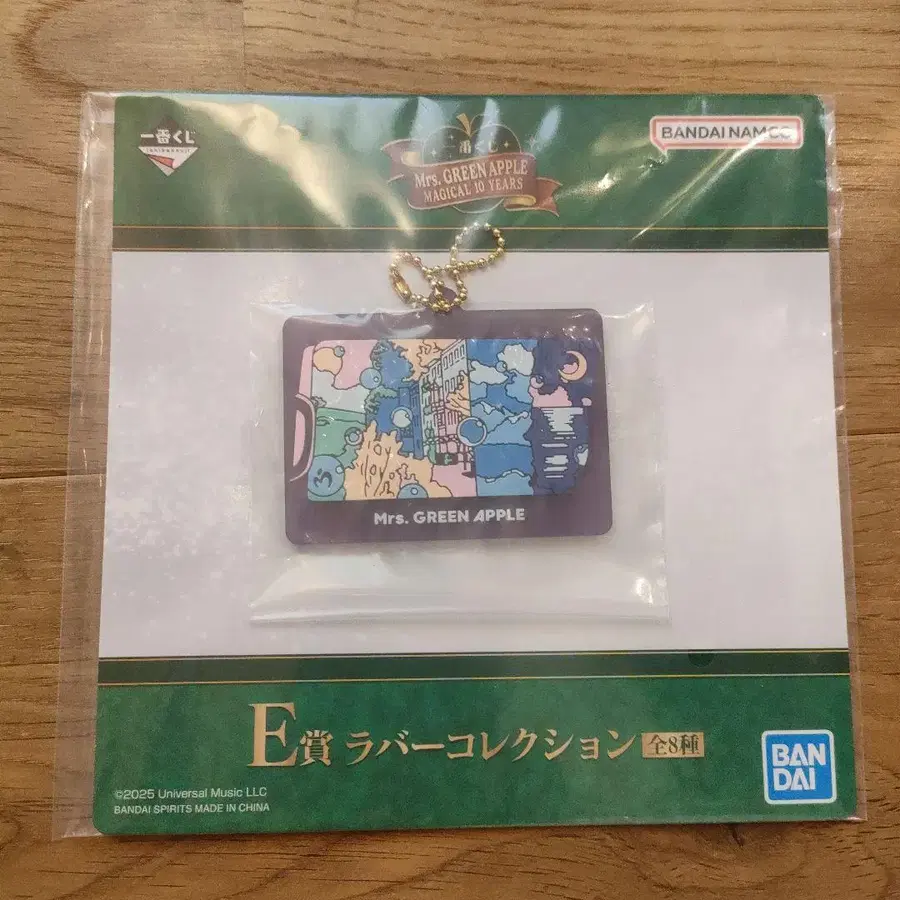 一番くじ
一番くじ
Mrs. GREEN APPLE
MAGICAL 10 YEARS
BANDAI NAMCO
Mrs. GREEN APPLE
E賞 ラバーコレクション 全8種
©2025 Universal Music LLC
BANDAI SPIRITS MADE IN CHINA
BAN
DAI